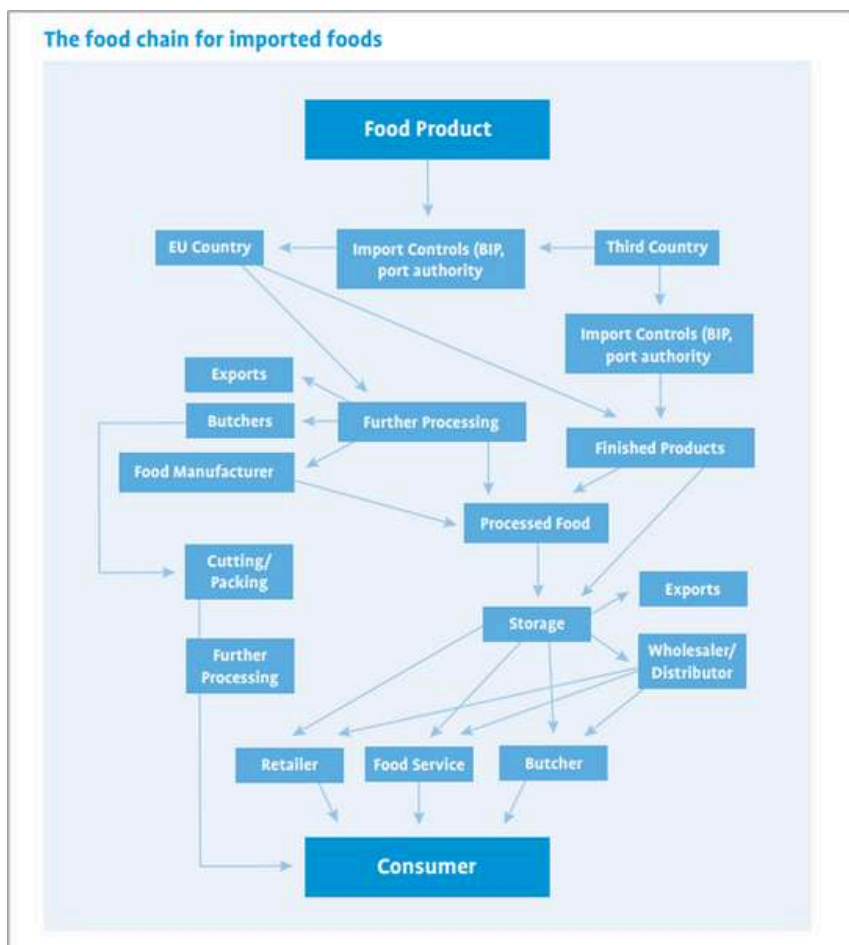 The food chain for imported foods
Food Product
EU Country
Import Controls (BIP,
port authority
Third Country
Import Controls (BIP,
port authority
Exports
Butchers
Further Processing
Finished Products
Food Manufacturer
Processed Food
Cutting/
Packing
Exports
Storage
Further
Processing
Wholesaler/
Distributor
Retailer
Food Service
Butcher
Consumer